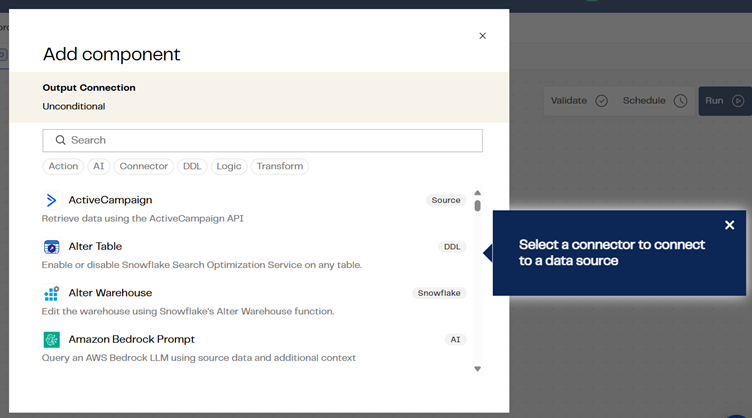 Add component
Output Connection
Unconditional
Search
Action AI Connector DDL Logic Transform
ActiveCampaign Source
Retrieve data using the ActiveCampaign API
Alter Table DDL
Enable or disable Snowflake Search Optimization Service on any table.
Alter Warehouse Snowflake
Edit the warehouse using Snowflake's Alter Warehouse function.
Amazon Bedrock Prompt AI
Query an AWS Bedrock LLM using source data and additional context
Validate Schedule Run
Select a connector to connect
to a data source